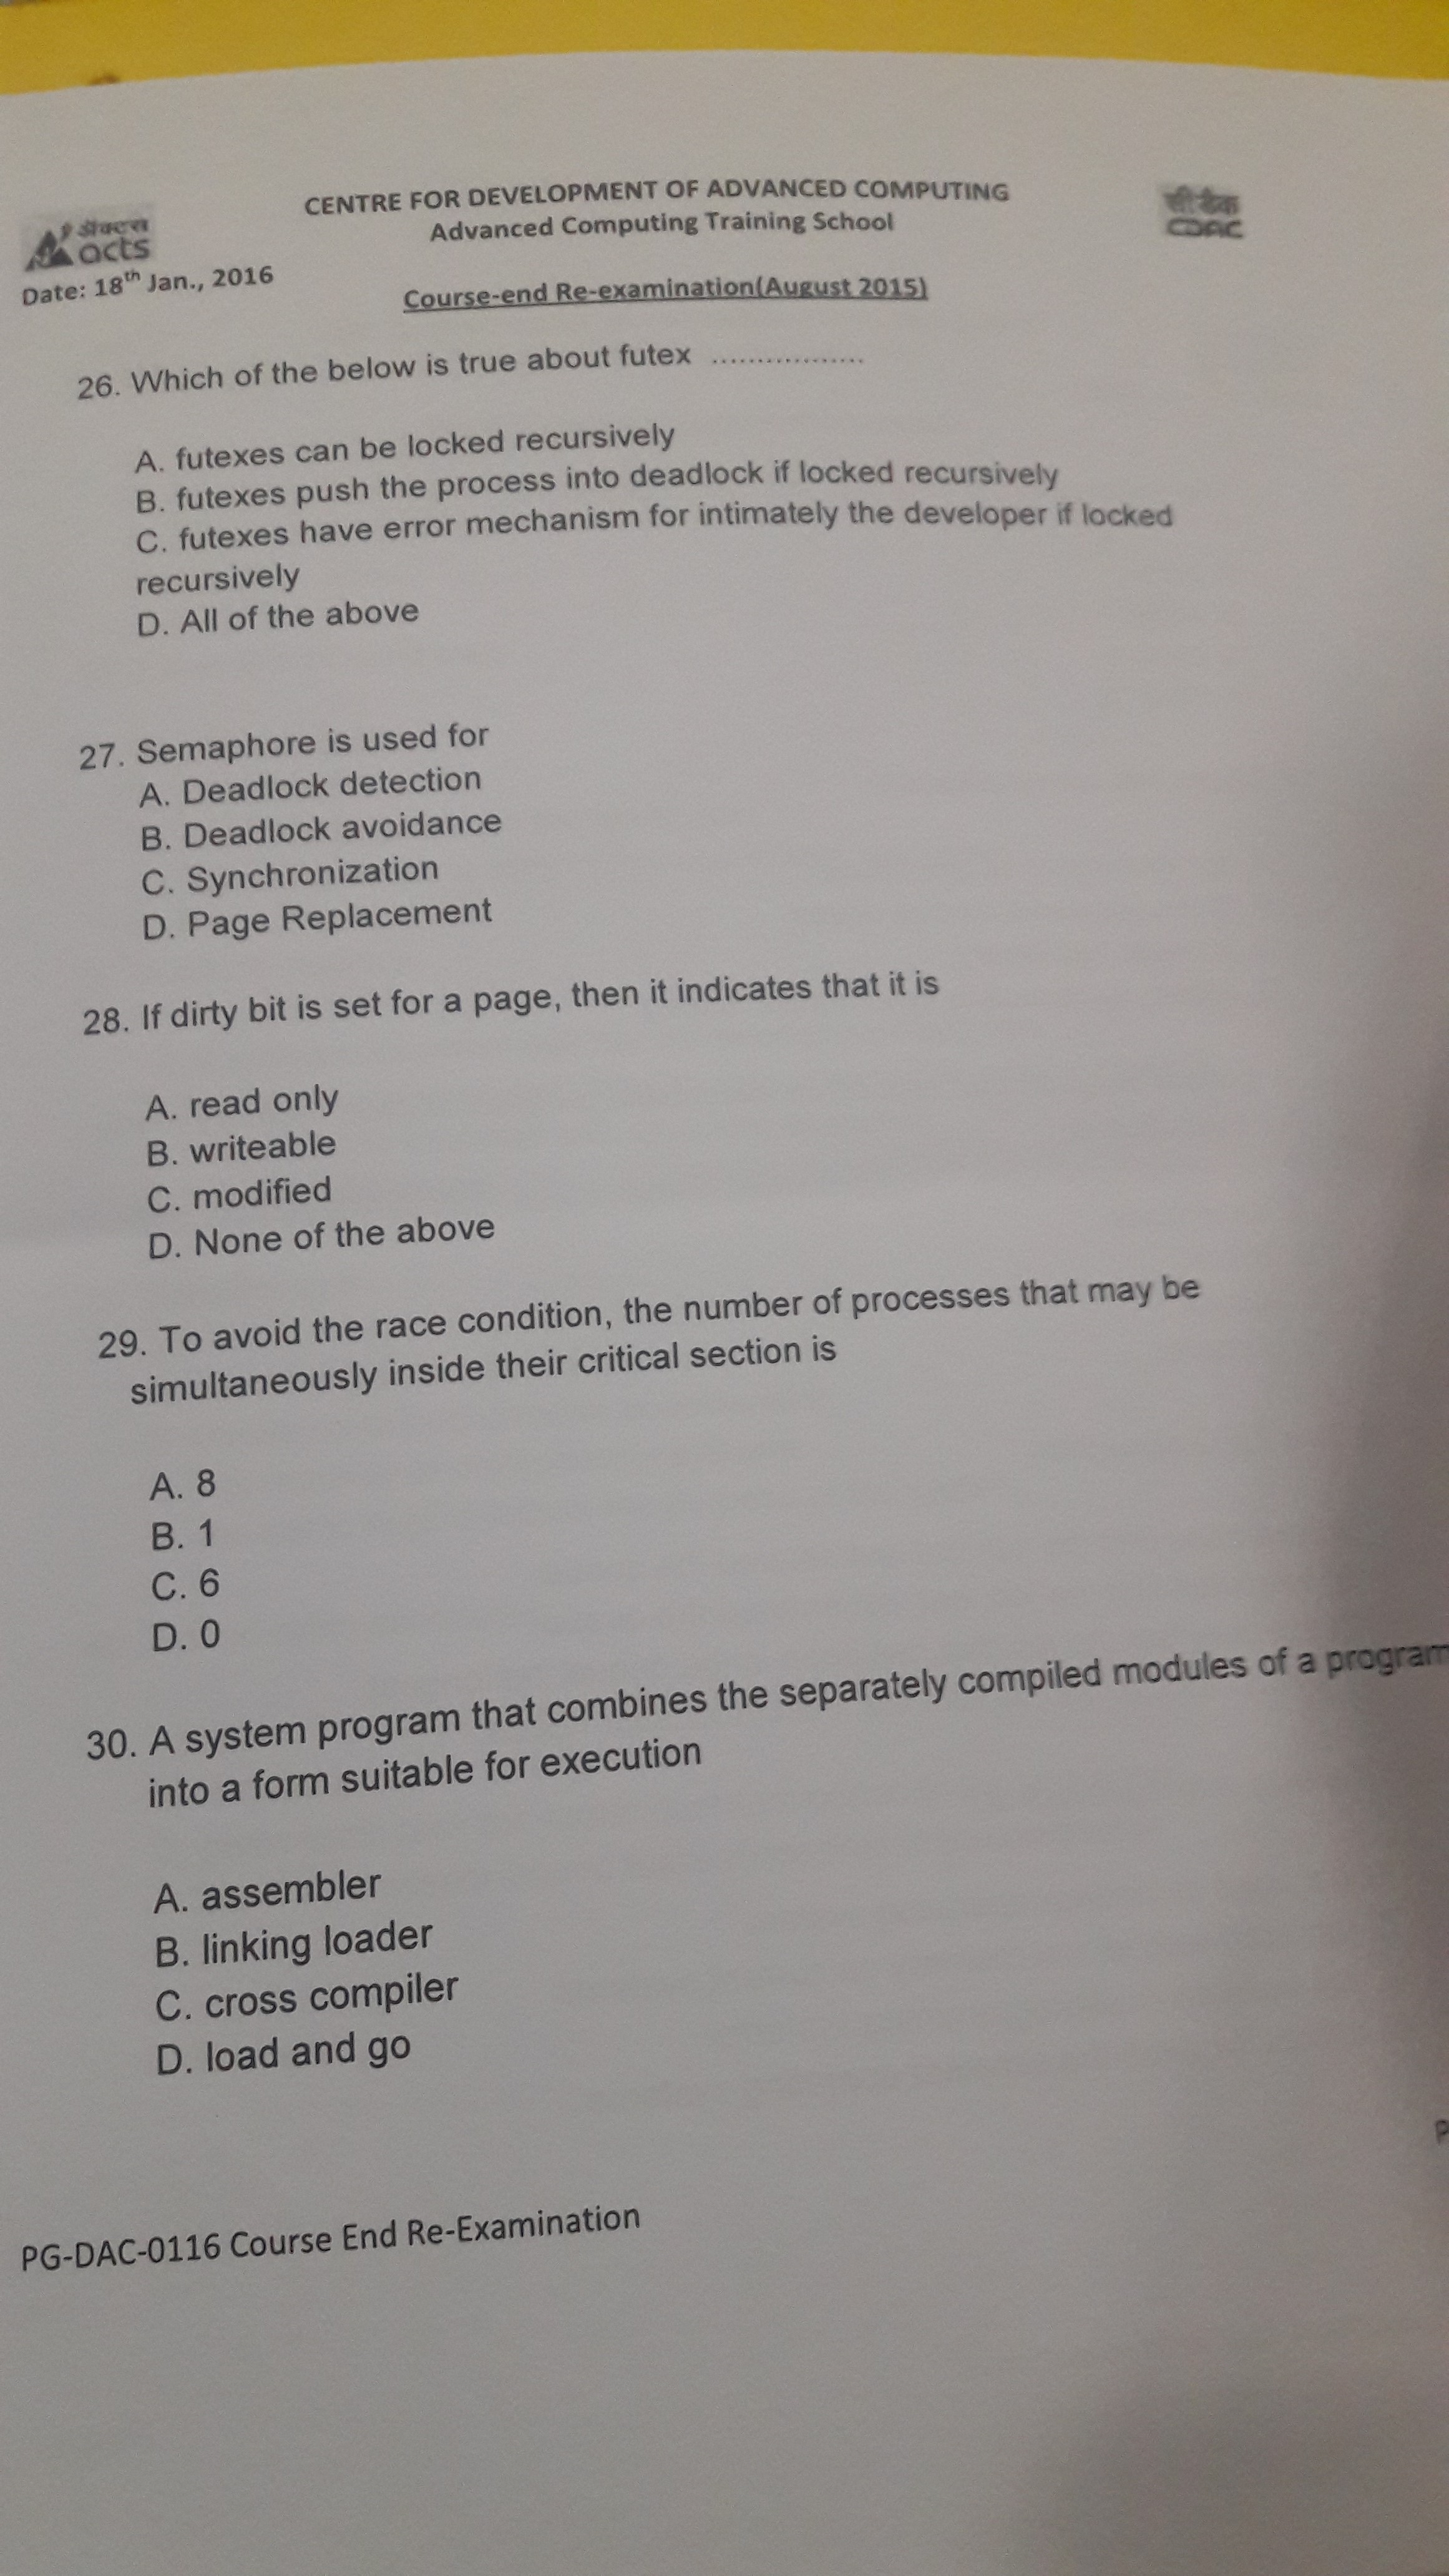 CENTRE FOR DEVELOPMENT OF ADVANCED COMPUTING
Advanced Computing Training School
ॲक्टस
acts
सी डैक
CDAC
Date: 18th Jan., 2016
Course-end Re-examination(August 2015)
26. Which of the below is true about futex .................
A. futexes can be locked recursively
B. futexes push the process into deadlock if locked recursively
C. futexes have error mechanism for intimately the developer if locked
recursively
D. All of the above
27. Semaphore is used for
A. Deadlock detection
B. Deadlock avoidance
C. Synchronization
D. Page Replacement
28. If dirty bit is set for a page, then it indicates that it is
A. read only
B. writeable
C. modified
D. None of the above
29. To avoid the race condition, the number of processes that may be
simultaneously inside their critical section is
A. 8
B. 1
C. 6
D. 0
30. A system program that combines the separately compiled modules of a program
into a form suitable for execution
A. assembler
B. linking loader
C. cross compiler
D. load and go
P
PG-DAC-0116 Course End Re-Examination